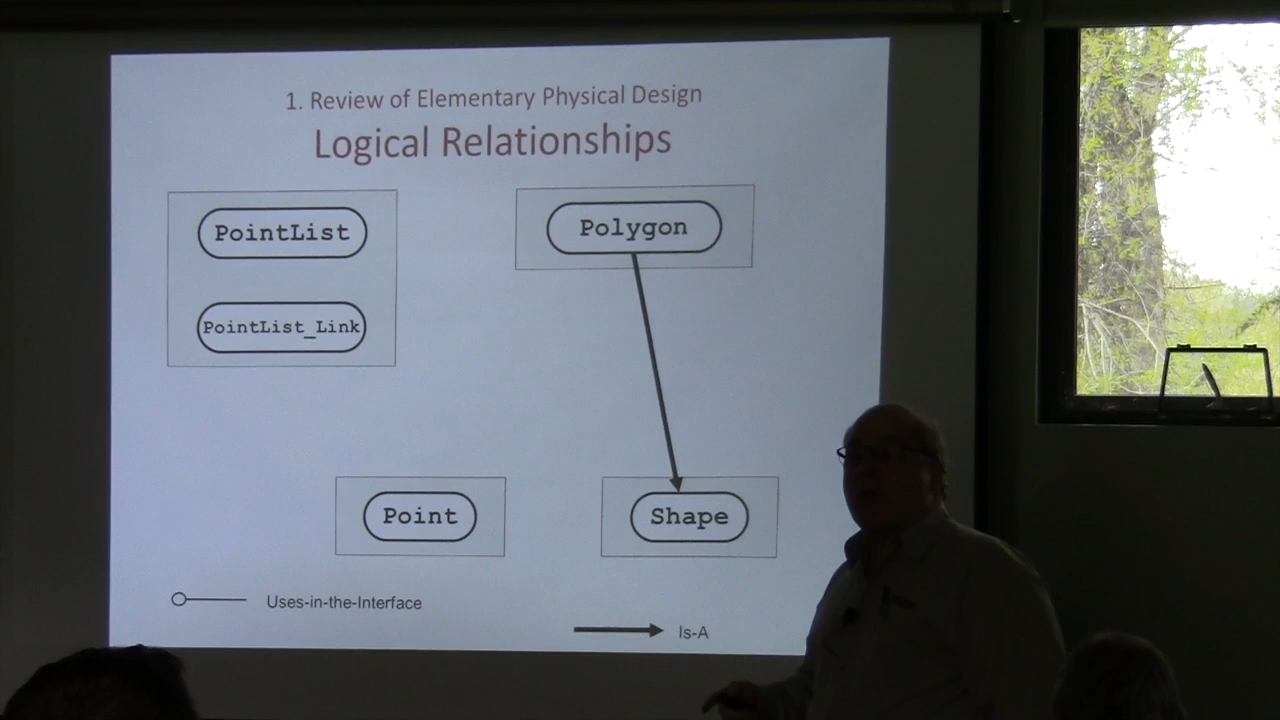 1. Review of Elementary Physical Design
Logical Relationships
PointList
Polygon
PointList_Link
Point
Shape
Uses-in-the-Interface
Is-A